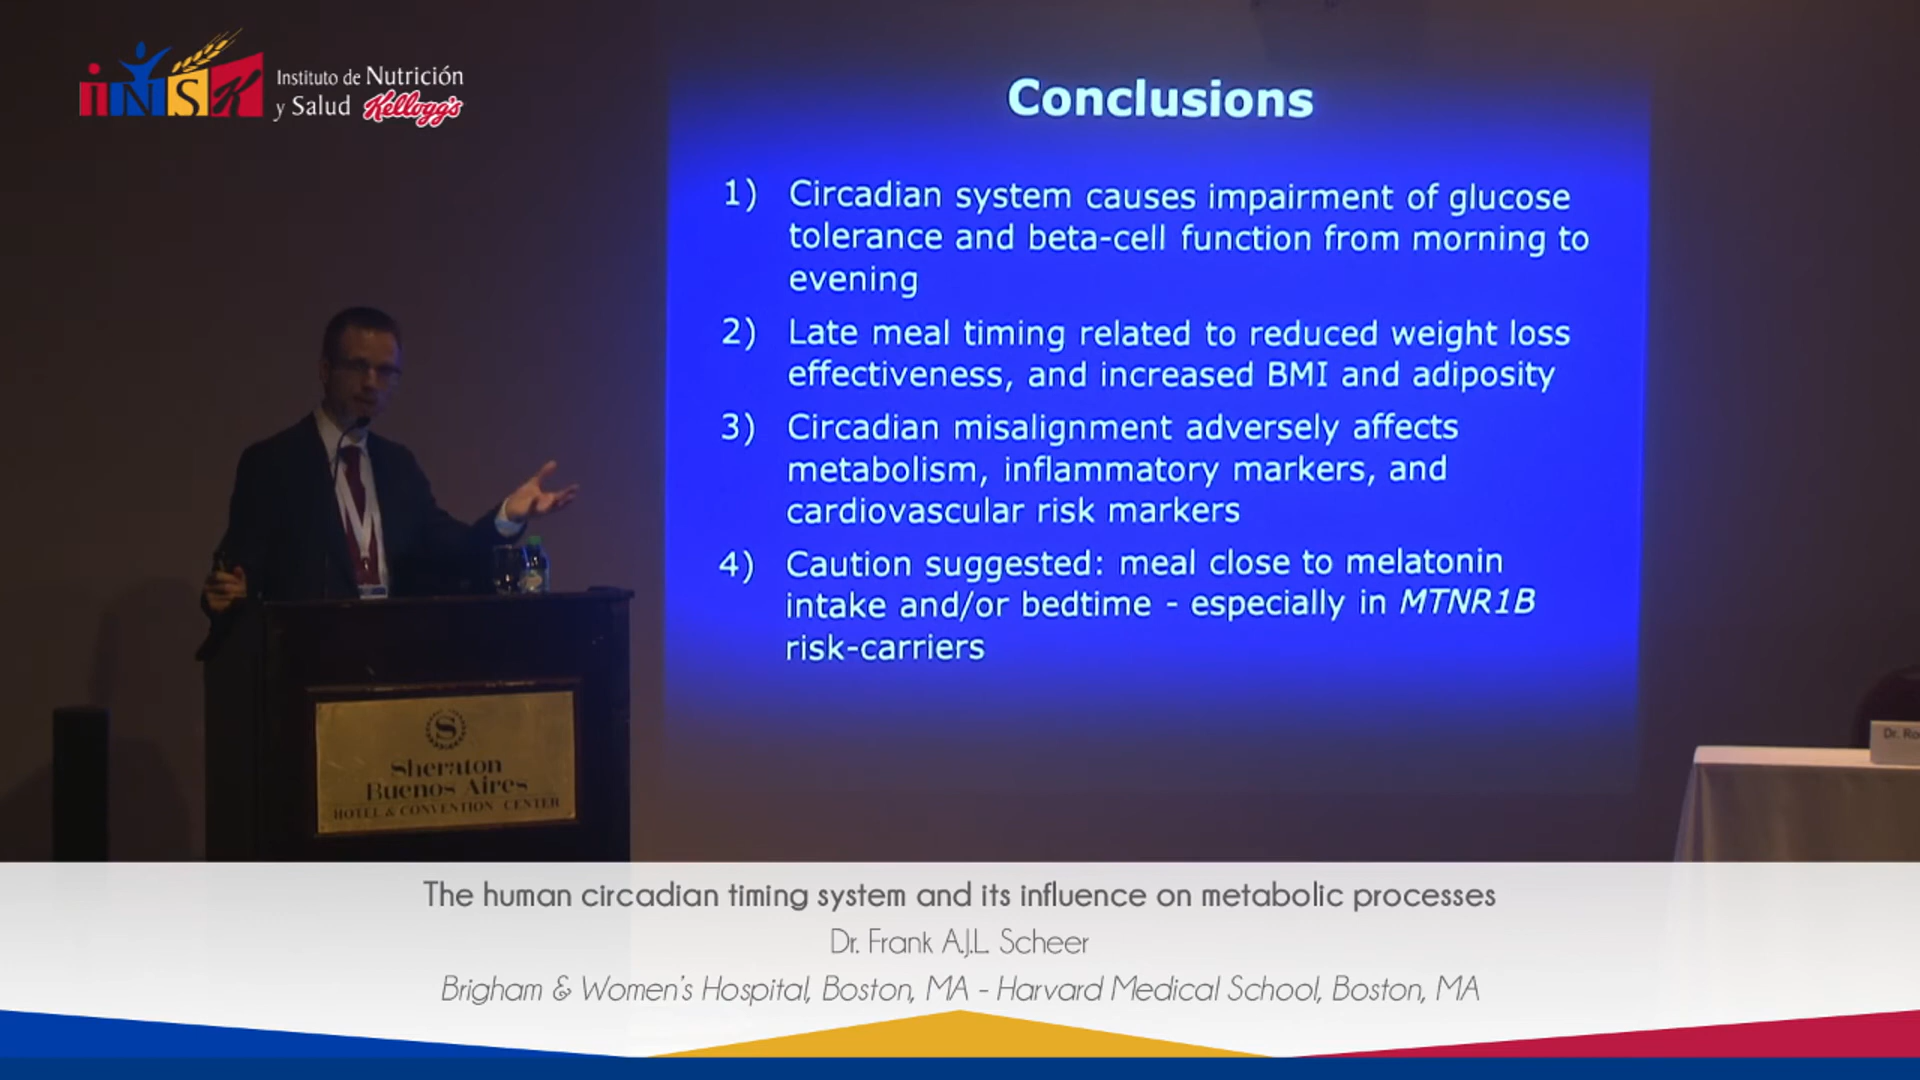 iNSK
Instituto de Nutrición
y Salud Kellogg's
Conclusions
1) Circadian system causes impairment of glucose
tolerance and beta-cell function from morning to
evening
2) Late meal timing related to reduced weight loss
effectiveness, and increased BMI and adiposity
3) Circadian misalignment adversely affects
metabolism, inflammatory markers, and
cardiovascular risk markers
4) Caution suggested: meal close to melatonin
intake and/or bedtime - especially in MTNR1B
risk-carriers
S
Sheraton
Buenos Aires
HOTEL & CONVENTION CENTER
Dr.
The human circadian timing system and its influence on metabolic processes
Dr. Frank A.J.L. Scheer
Brigham & Women's Hospital, Boston, MA - Harvard Medical School, Boston, MA